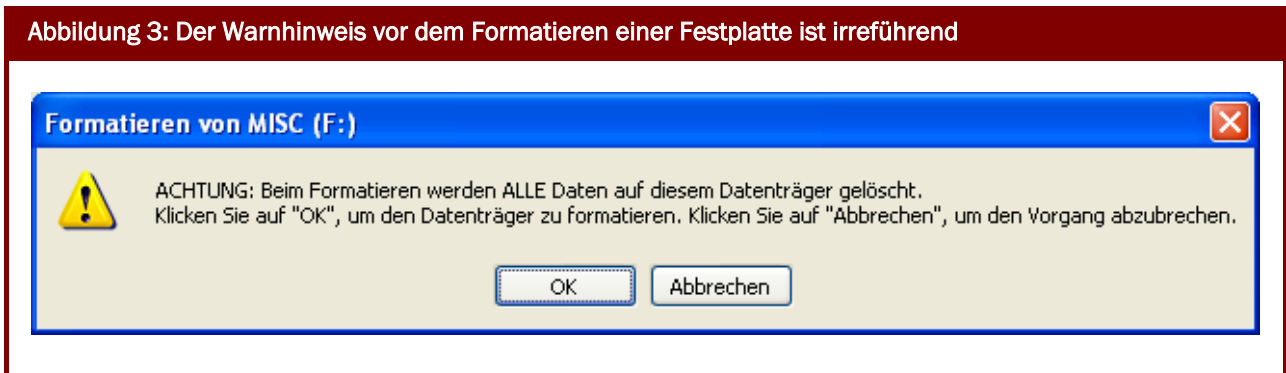 Abbildung 3: Der Warnhinweis vor dem Formatieren einer Festplatte ist irreführend
Formatieren von MISC (F:)
ACHTUNG: Beim Formatieren werden ALLE Daten auf diesem Datenträger gelöscht.
Klicken Sie auf "OK", um den Datenträger zu formatieren. Klicken Sie auf "Abbrechen", um den Vorgang abzubrechen.
OK Abbrechen